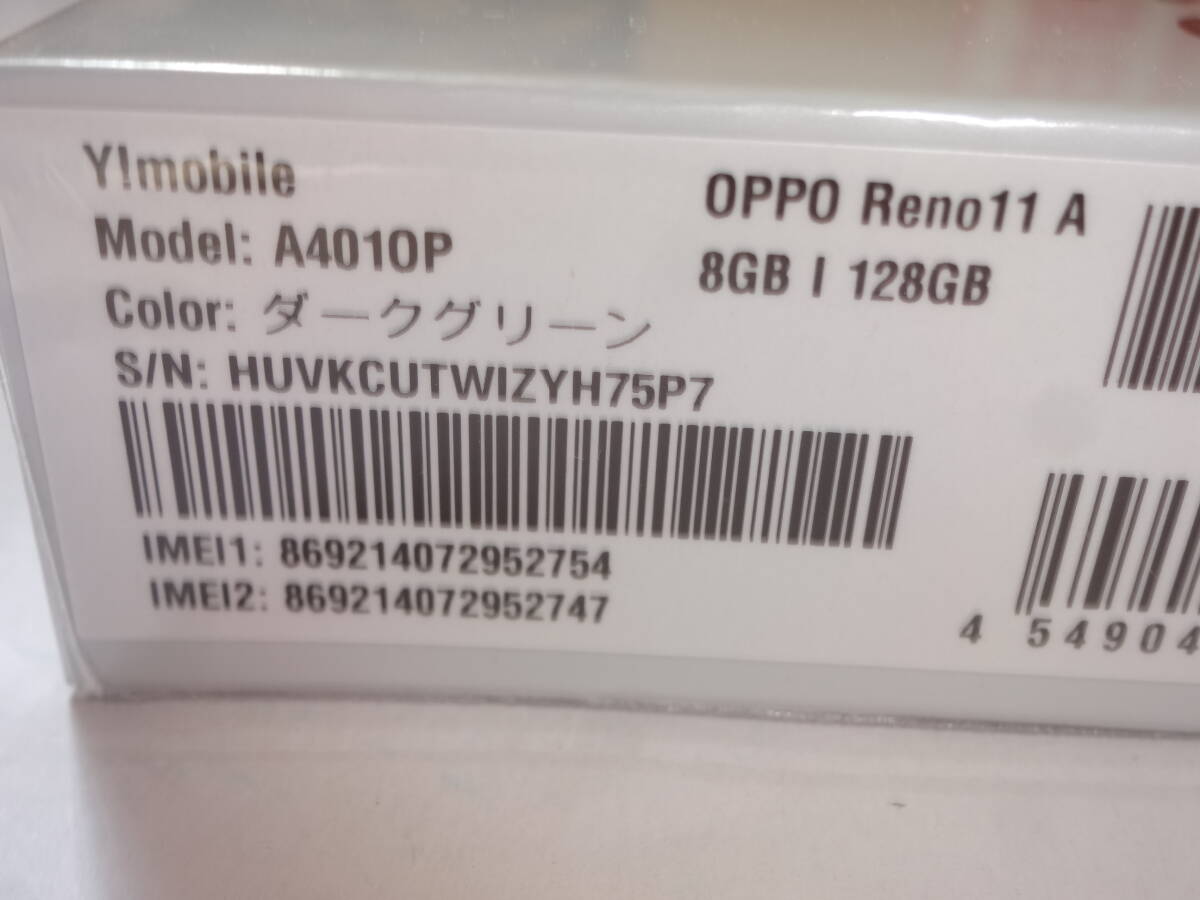 Y!mobile
Model: A401OP
Color: ダークグリーン
S/N: HUVKCUTWIZYH75P7
IMEI1: 869214072952754
IMEI2: 869214072952747
OPPO Reno11 A
8GB | 128GB
4 54904